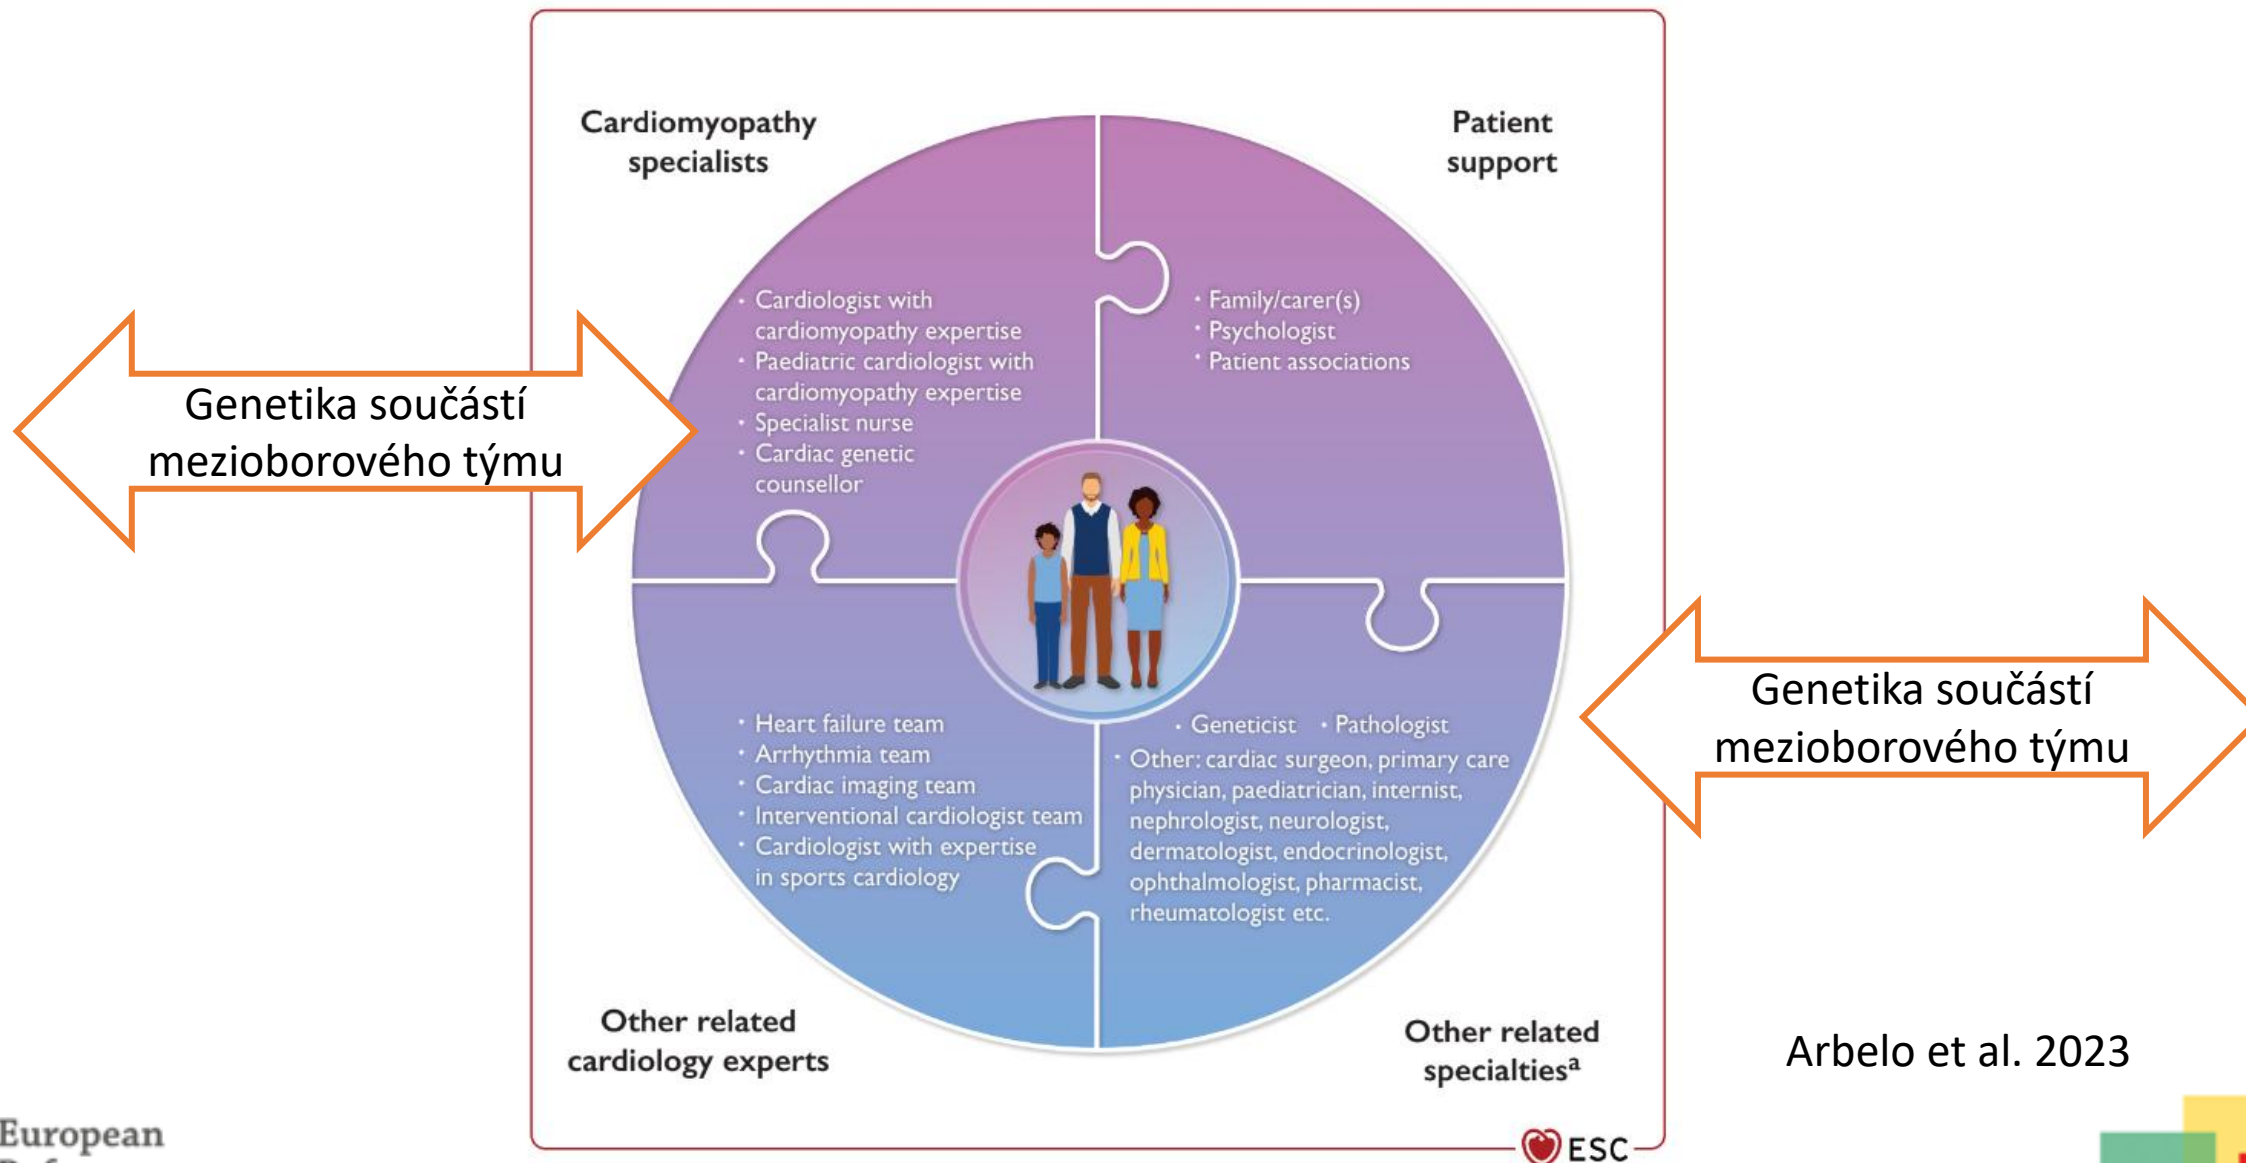 Cardiomyopathy
specialists
Patient
support
• Cardiologist with
cardiomyopathy expertise
• Paediatric cardiologist with
cardiomyopathy expertise
• Specialist nurse
• Cardiac genetic
counsellor
• Family/carer(s)
• Psychologist
• Patient associations
Genetika součástí
mezioborového týmu
• Heart failure team
• Arrhythmia team
• Cardiac imaging team
• Interventional cardiologist team
• Cardiologist with expertise
in sports cardiology
• Geneticist • Pathologist
• Other: cardiac surgeon, primary care
physician, paediatrician, internist,
nephrologist, neurologist,
dermatologist, endocrinologist,
ophthalmologist, pharmacist,
rheumatologist etc.
Genetika součástí
mezioborového týmu
Other related
cardiology experts
Other related
specialtiesᵃ
Arbelo et al. 2023
European
ESC